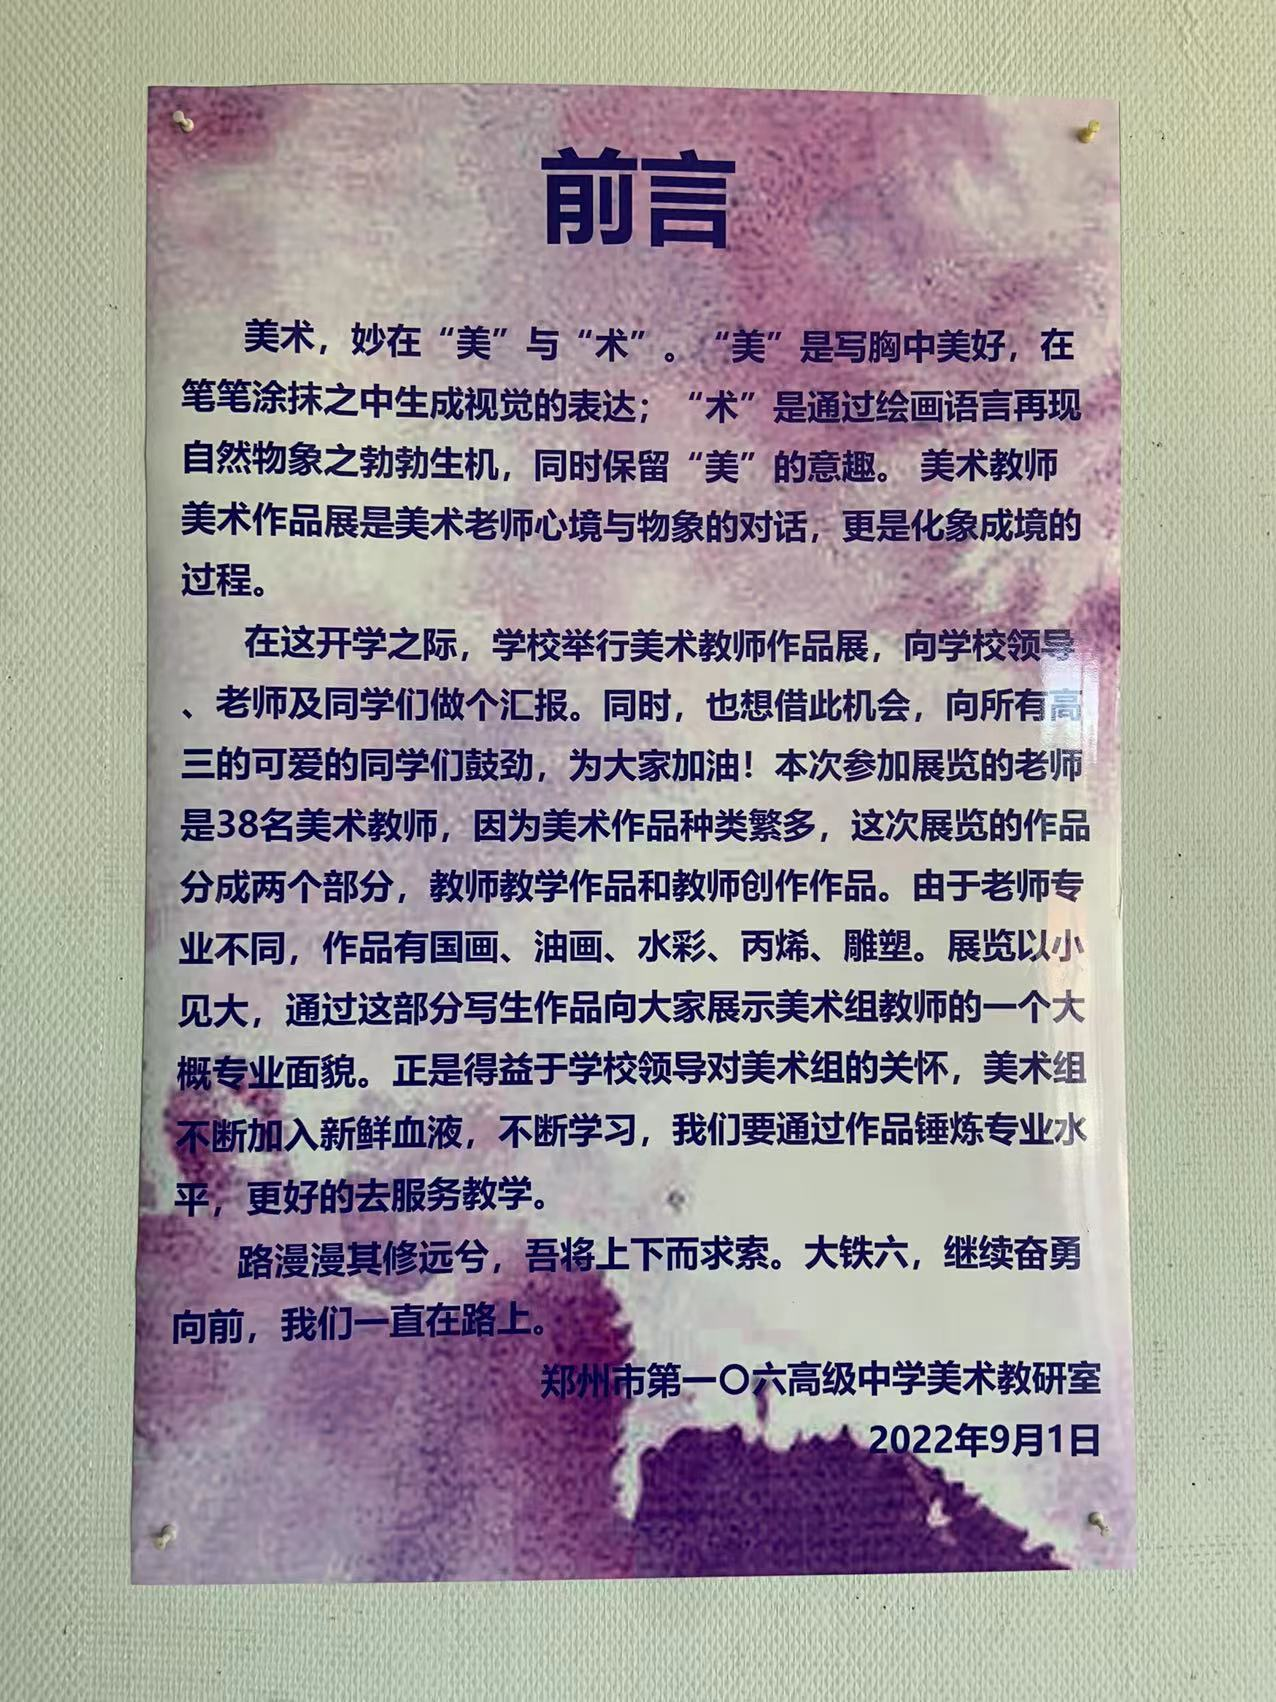 前言
美术，妙在“美”与“术”。“美”是写胸中美好，在
笔笔涂抹之中生成视觉的表达；“术”是通过绘画语言再现
自然物象之勃勃生机，同时保留“美”的意趣。 美术教师
美术作品展是美术老师心境与物象的对话，更是化象成境的
过程。
在这开学之际，学校举行美术教师作品展，向学校领导
、老师及同学们做个汇报。同时，也想借此机会，向所有高
三的可爱的同学们鼓劲，为大家加油！本次参加展览的老师
是38名美术教师，因为美术作品种类繁多，这次展览的作品
分成两个部分，教师教学作品和教师创作作品。由于老师专
业不同，作品有国画、油画、水彩、丙烯、雕塑。展览以小
见大，通过这部分写生作品向大家展示美术组教师的一个大
概专业面貌。正是得益于学校领导对美术组的关怀，美术组
不断加入新鲜血液，不断学习，我们要通过作品锤炼专业水
平，更好的去服务教学。
路漫漫其修远兮，吾将上下而求索。大铁六，继续奋勇
向前，我们一直在路上。
郑州市第一〇六高级中学美术教研室
2022年9月1日